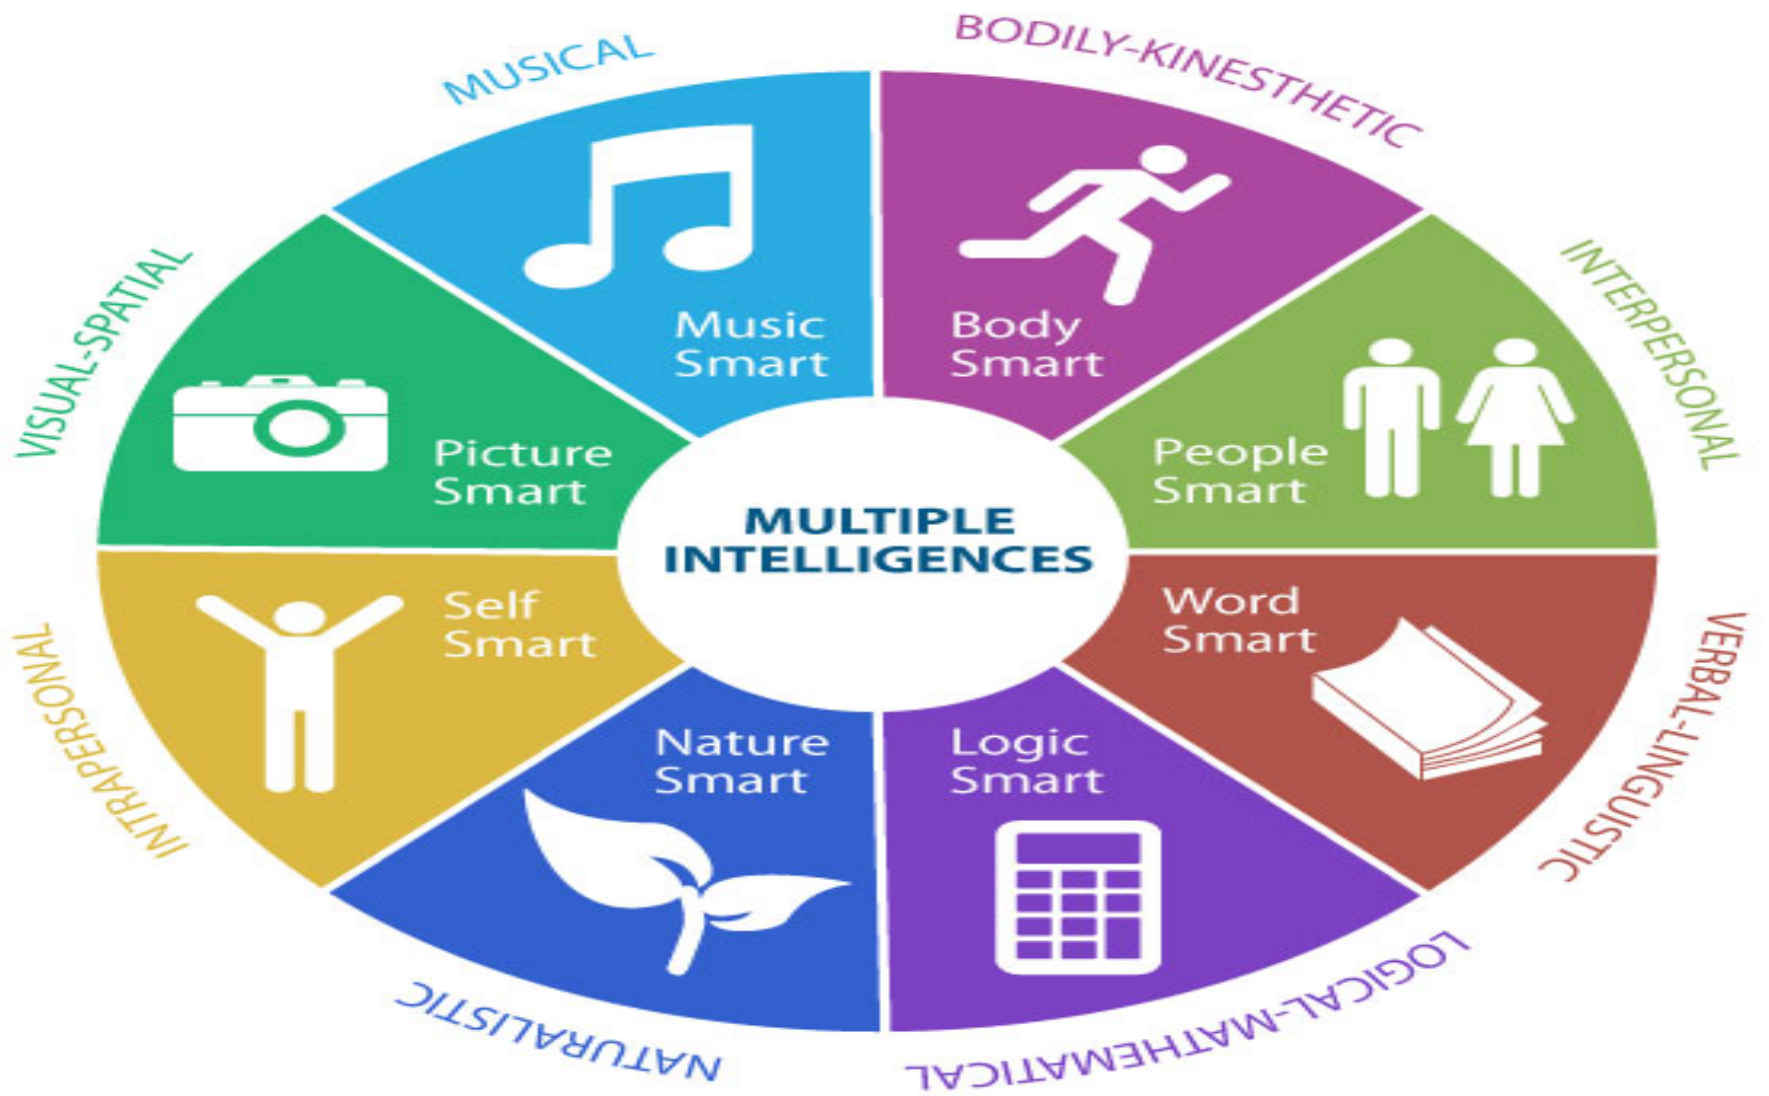 MUSICAL
BODILY-KINESTHETIC
INTERPERSONAL
VERBAL-LINGUISTIC
LOGICAL-MATHEMATICAL
NATURALISTIC
INTRAPERSONAL
VISUAL-SPATIAL
Music
Smart
Body
Smart
People
Smart
Word
Smart
Logic
Smart
Nature
Smart
Self
Smart
Picture
Smart
MULTIPLE
INTELLIGENCES